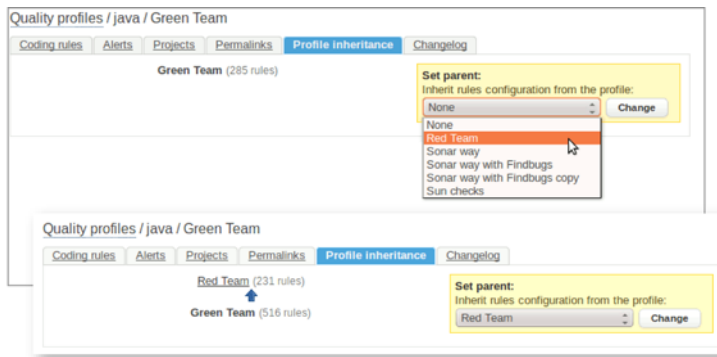 Quality profiles / java / Green Team
Coding rules Alerts Projects Permalinks Profile inheritance Changelog
Green Team (285 rules)
Set parent:
Inherit rules configuration from the profile:
None Change
None
Red Team
Sonar way
Sonar way with Findbugs
Sonar way with Findbugs copy
Sun checks
Quality profiles / java / Green Team
Coding rules Alerts Projects Permalinks Profile inheritance Changelog
Red Team (231 rules)
Green Team (516 rules)
Set parent:
Inherit rules configuration from the profile:
Red Team Change